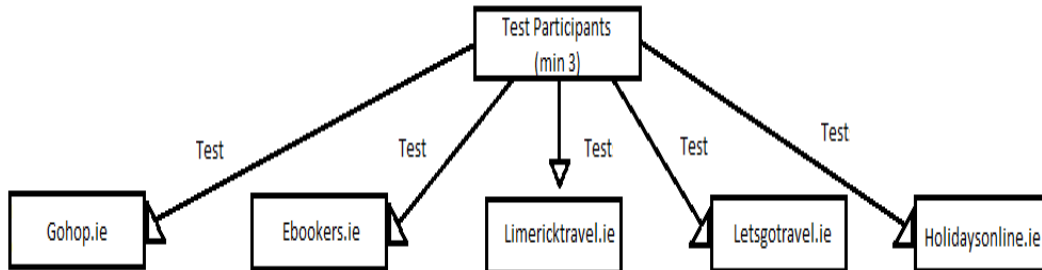 Test Participants
(min 3)
Test
Test
Test
Test
Test
Gohop.ie
Ebookers.ie
Limericktravel.ie
Letsgotravel.ie
Holidaysonline.ie